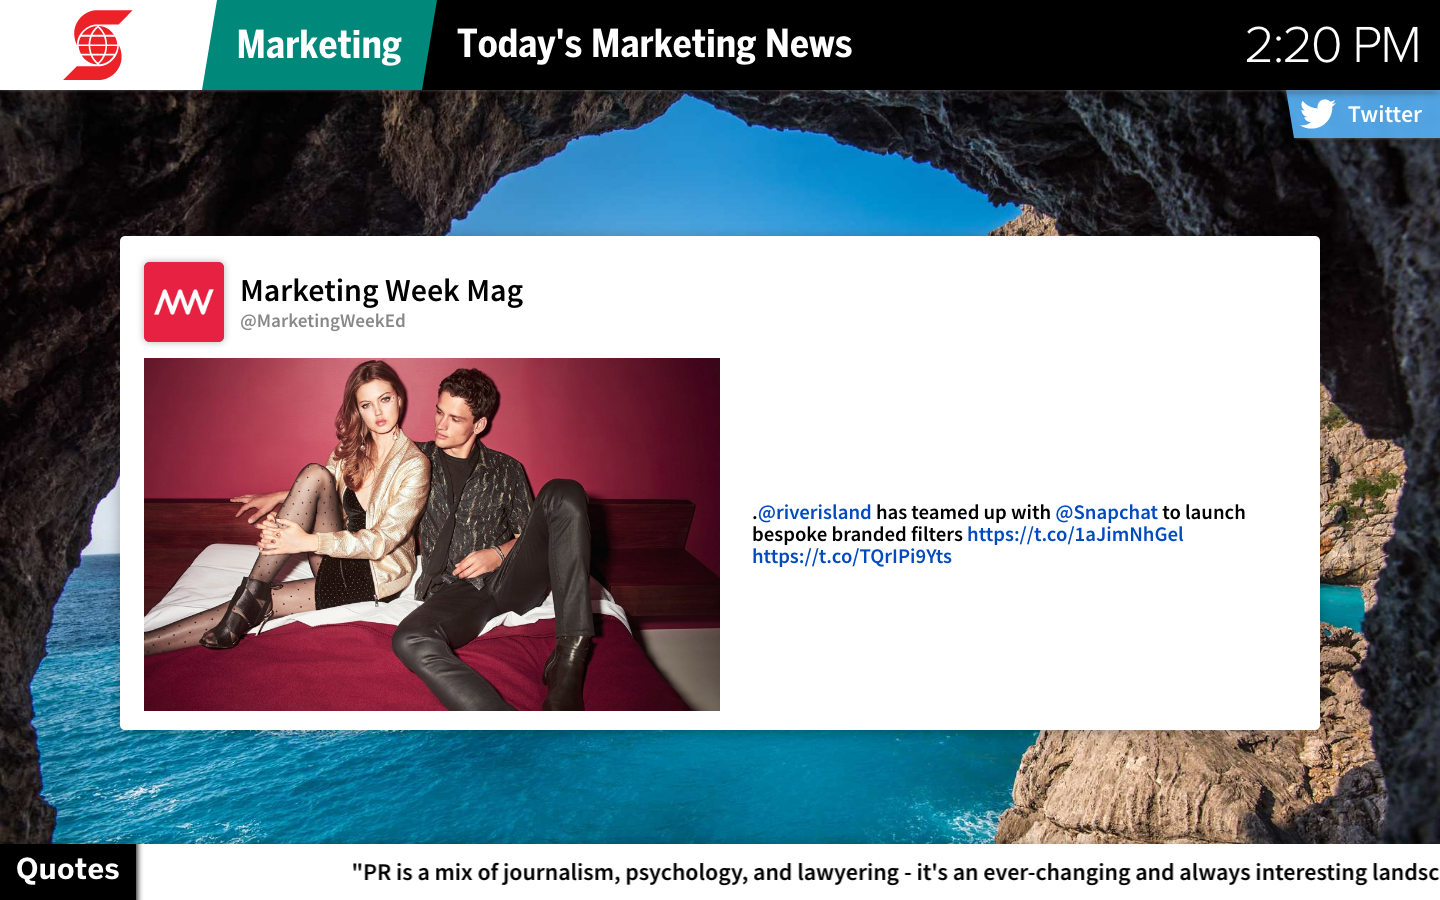 Marketing
Today's Marketing News
2:20 PM
Twitter
MW
Marketing Week Mag
@MarketingWeekEd
.@riverisland has teamed up with @Snapchat to launch
bespoke branded filters https://t.co/1aJimNhGel
https://t.co/TQrIPi9Yts
Quotes
"PR is a mix of journalism, psychology, and lawyering - it's an ever-changing and always interesting landsc